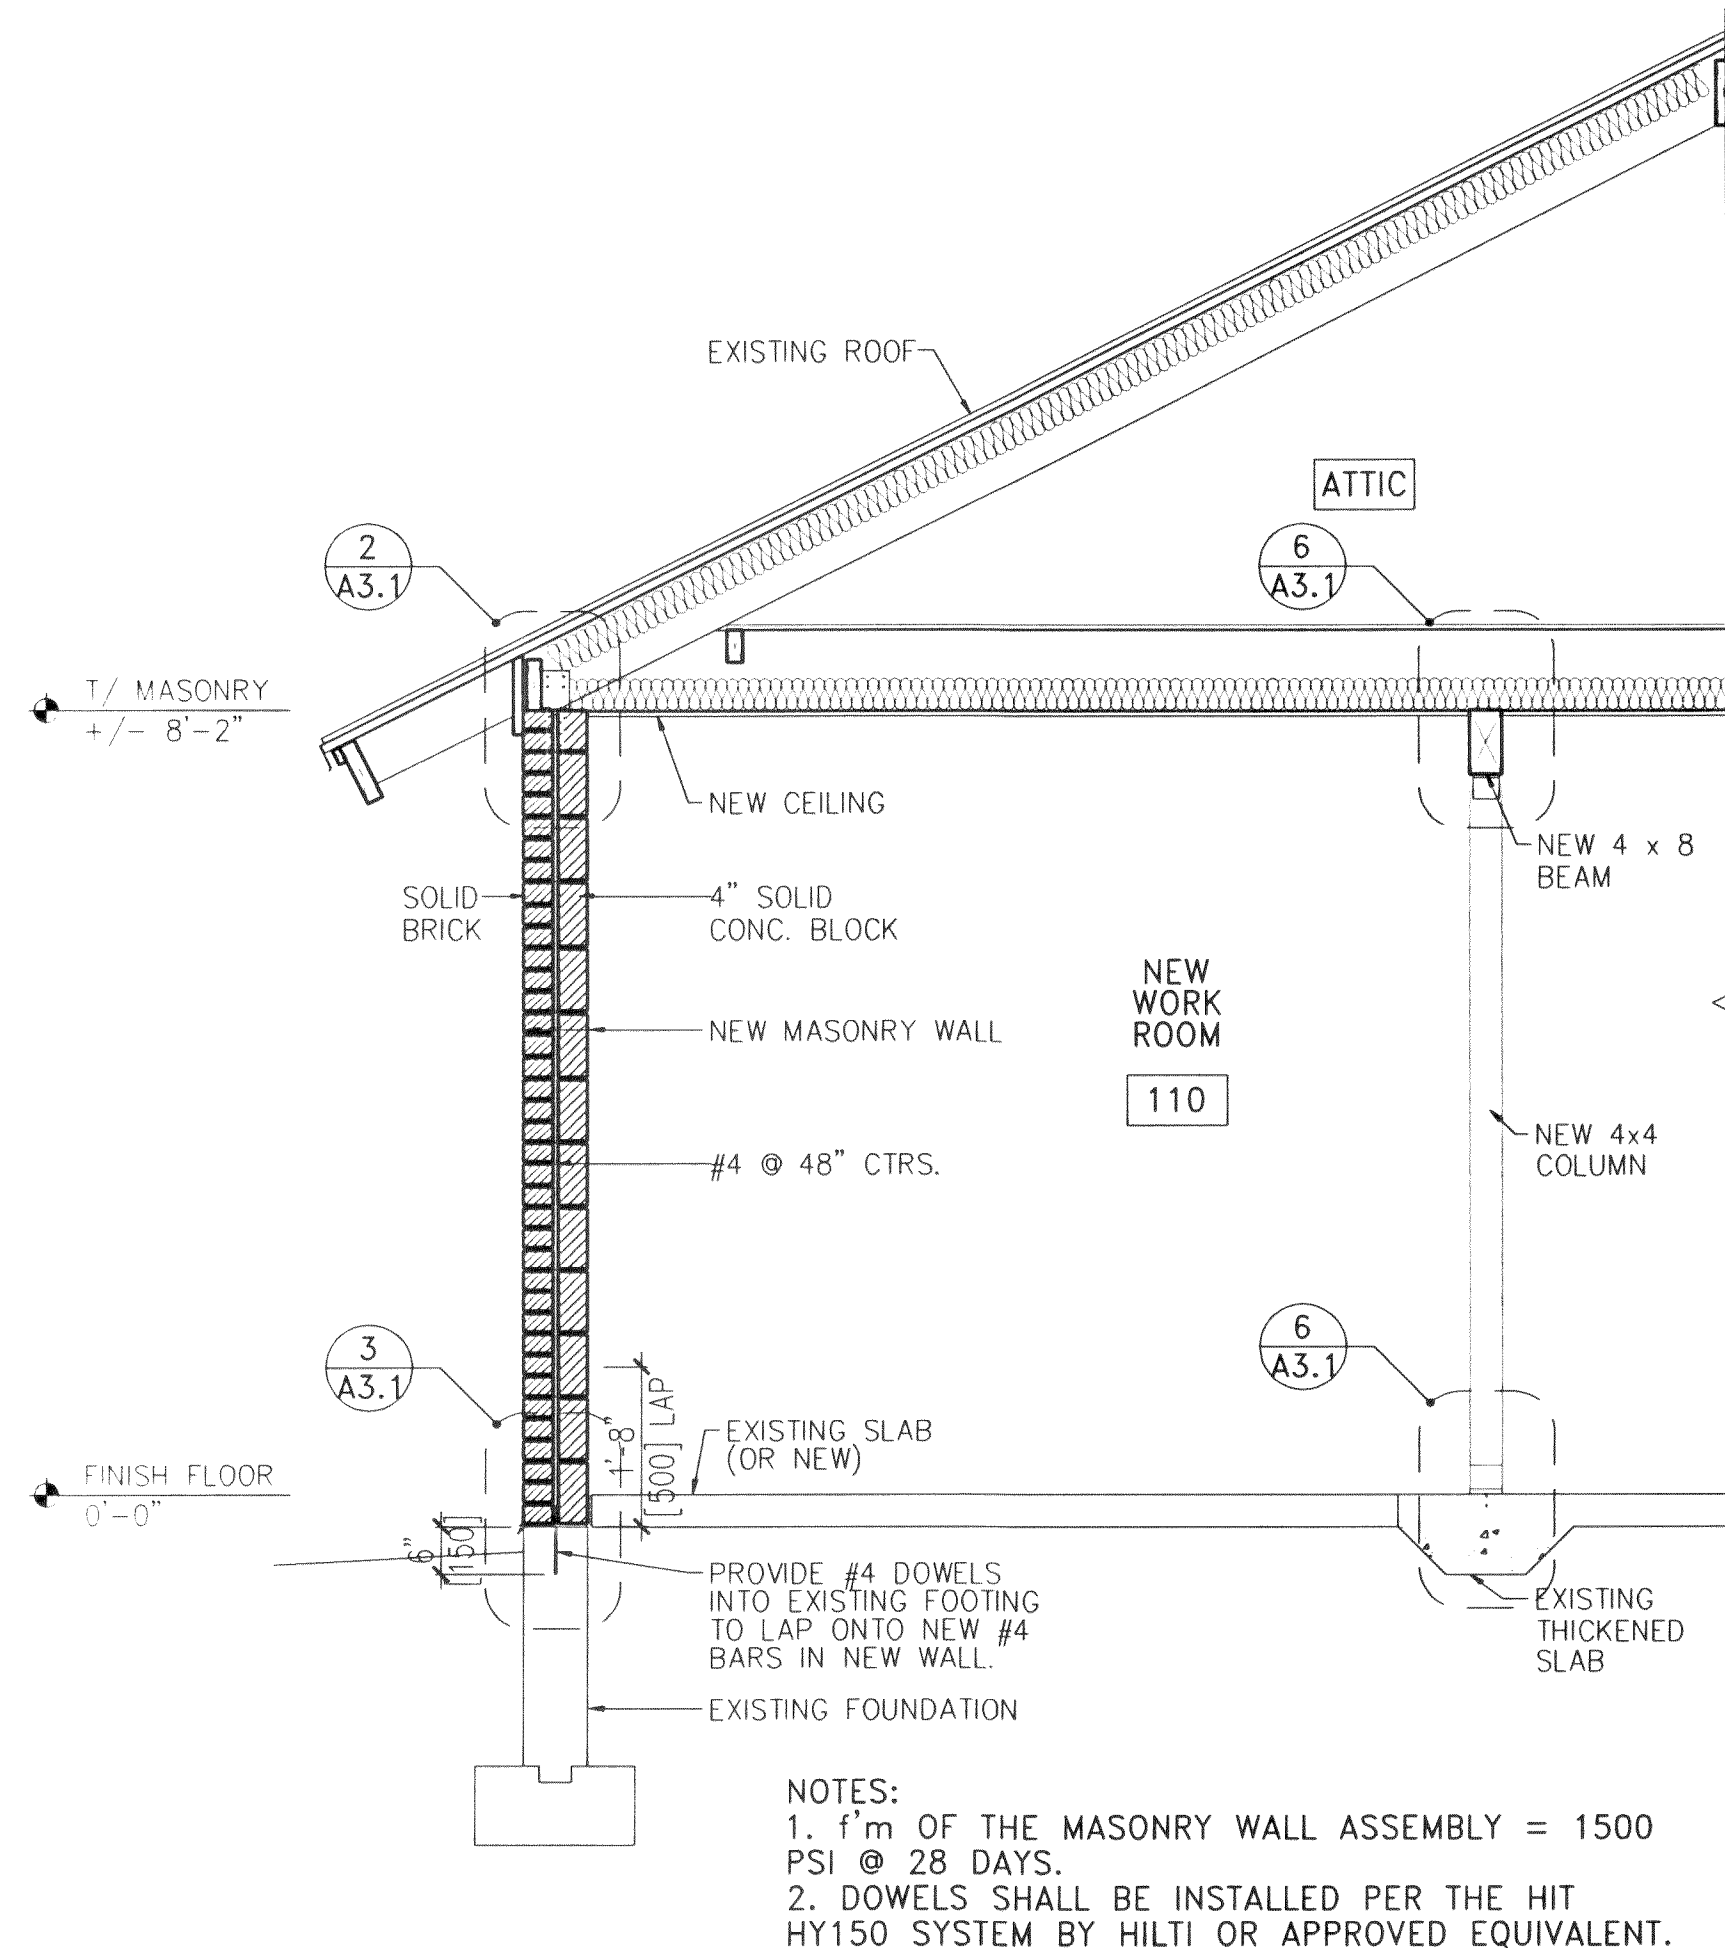 EXISTING ROOF
ATTIC
2
A3.1
6
A3.1
T/ MASONRY
+/- 8'-2"
NEW CEILING
NEW 4 x 8
BEAM
SOLID
BRICK
4" SOLID
CONC. BLOCK
NEW
WORK
ROOM
110
NEW MASONRY WALL
NEW 4x4
COLUMN
#4 @ 48" CTRS.
3
A3.1
6
A3.1
1'-8"
[500] LAP
EXISTING SLAB
(OR NEW)
FINISH FLOOR
0'-0"
6"
[150]
PROVIDE #4 DOWELS
INTO EXISTING FOOTING
TO LAP ONTO NEW #4
BARS IN NEW WALL.
EXISTING
THICKENED
SLAB
EXISTING FOUNDATION
NOTES:
1. f'm OF THE MASONRY WALL ASSEMBLY = 1500
PSI @ 28 DAYS.
2. DOWELS SHALL BE INSTALLED PER THE HIT
HY150 SYSTEM BY HILTI OR APPROVED EQUIVALENT.